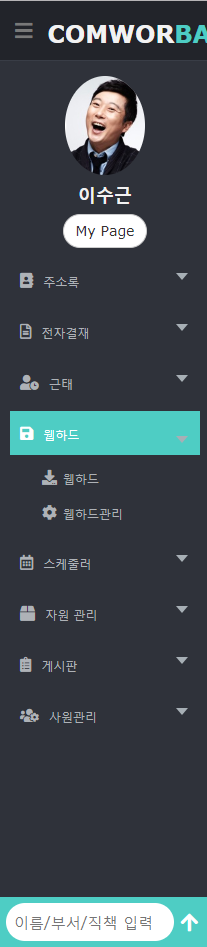 COMWORBA
이수근
My Page
주소록
전자결재
근태
웹하드
웹하드
웹하드관리
스케줄러
자원 관리
게시판
사원관리
이름/부서/직책 입력